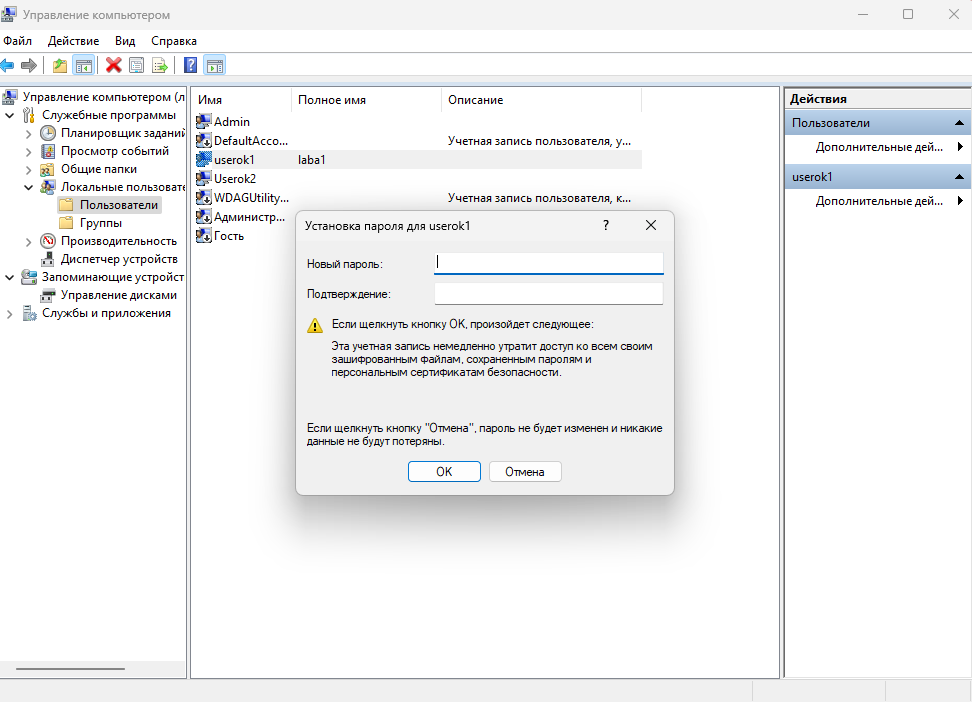 Управление компьютером
Файл Действие Вид Справка
Управление компьютером (л
Служебные программы
Планировщик заданий
Просмотр событий
Общие папки
Локальные пользовате
Пользователи
Группы
Производительность
Диспетчер устройств
Запоминающие устройст
Управление дисками
Службы и приложения
Имя Полное имя Описание
Admin
DefaultAcco... Учетная запись пользователя, у...
userok1 laba1
Userok2
WDAGUtility... Учетная запись пользователя, к...
Администр...
Гость
Установка пароля для userok1 ?
Новый пароль:
Подтверждение:
Если щелкнуть кнопку ОК, произойдет следующее:
Эта учетная запись немедленно утратит доступ ко всем своим
зашифрованным файлам, сохраненным паролям и
персональным сертификатам безопасности.
Если щелкнуть кнопку "Отмена", пароль не будет изменен и никакие
данные не будут потеряны.
ОК Отмена
Действия
Пользователи
Дополнительные дей...
userok1
Дополнительные дей...